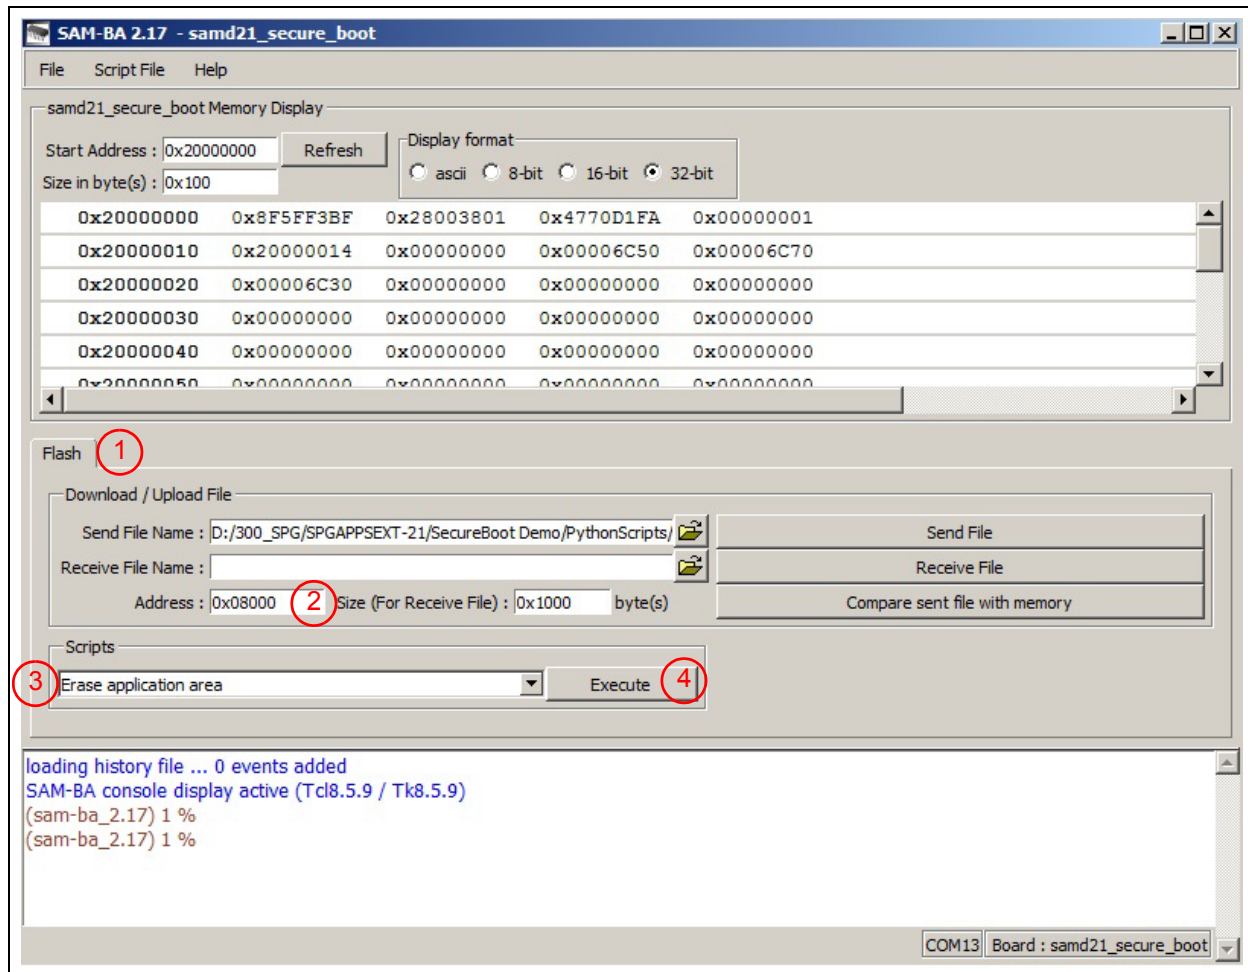 SAM-BA 2.17 - samd21_secure_boot
File Script File Help
samd21_secure_boot Memory Display
Start Address : 0x20000000 Refresh
Display format
ascii 8-bit 16-bit 32-bit
Size in byte(s) : 0x100
0x20000000 0x8F5FF3BF 0x28003801 0x4770D1FA 0x00000001
0x20000010 0x20000014 0x00000000 0x00006C50 0x00006C70
0x20000020 0x00006C30 0x00000000 0x00000000 0x00000000
0x20000030 0x00000000 0x00000000 0x00000000 0x00000000
0x20000040 0x00000000 0x00000000 0x00000000 0x00000000
0x20000050 0x00000000 0x00000000 0x00000000 0x00000000
Flash 1
Download / Upload File
Send File Name : D:/300_SPG/SPGAPPSEXT-21/SecureBoot Demo/PythonScripts/ Send File
Receive File Name : Receive File
Address : 0x08000 2 Size (For Receive File) : 0x1000 byte(s) Compare sent file with memory
Scripts
3 Erase application area Execute 4
loading history file ... 0 events added
SAM-BA console display active (Tcl8.5.9 / Tk8.5.9)
(sam-ba_2.17) 1 %
(sam-ba_2.17) 1 %
COM13 Board : samd21_secure_boot